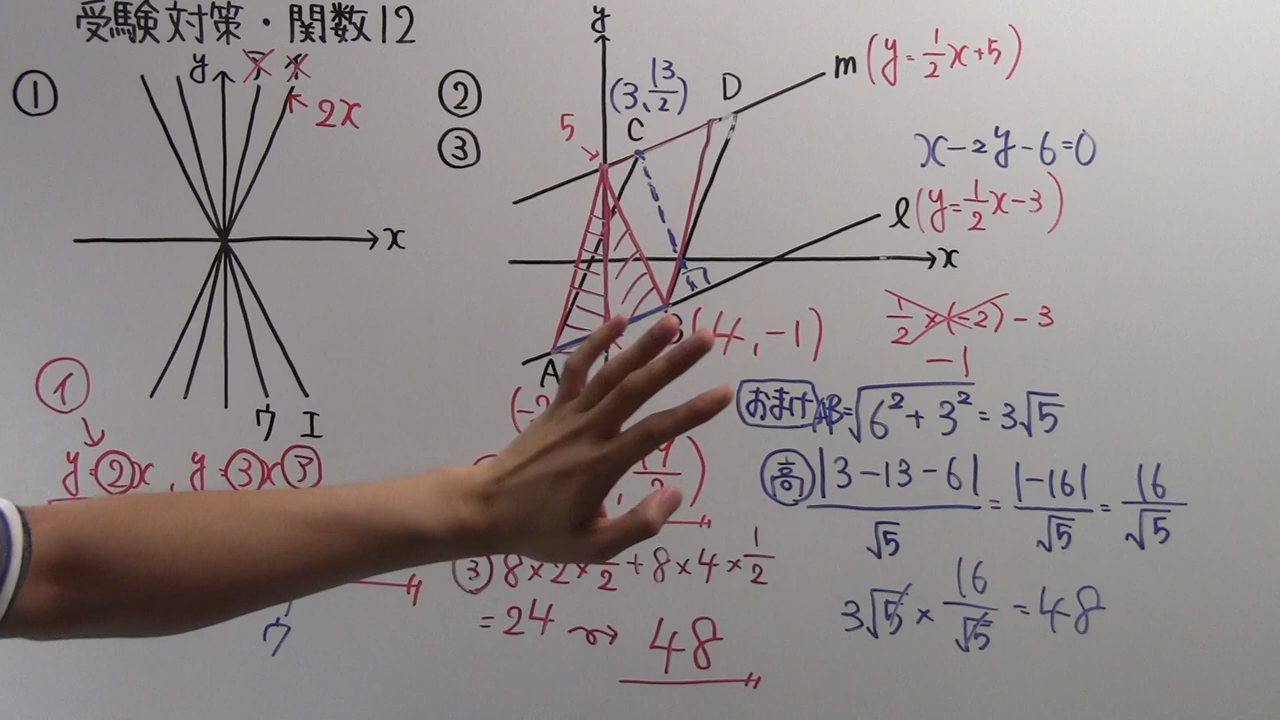 受験対策・関数12
①
y
ア
イ
2x
x
ウ エ
①
y=②x , y=③x ③
ウ
②
③
y
5
(3, 13/2)
C
D
m (y=1/2x+5)
x-2y-6=0
l (y=1/2x-3)
x
A
B (4, -1)
(-2
1/2×(-2)-3
-1
③ 8×2×1/2+8×4×1/2
=24 → 48
おまけ AB=√(6²+3²)=3√5
高 |3-13-6|/√5=|-16|/√5=16/√5
3√5×16/√5=48